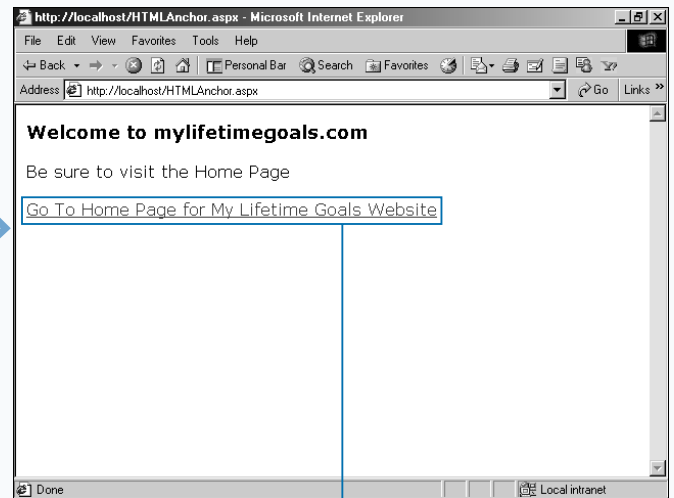 http://localhost/HTMLAnchor.aspx - Microsoft Internet Explorer
File Edit View Favorites Tools Help
Back Personal Bar Search Favorites
Address http://localhost/HTMLAnchor.aspx Go Links »
Welcome to mylifetimegoals.com
Be sure to visit the Home Page
Go To Home Page for My Lifetime Goals Website
Done Local intranet